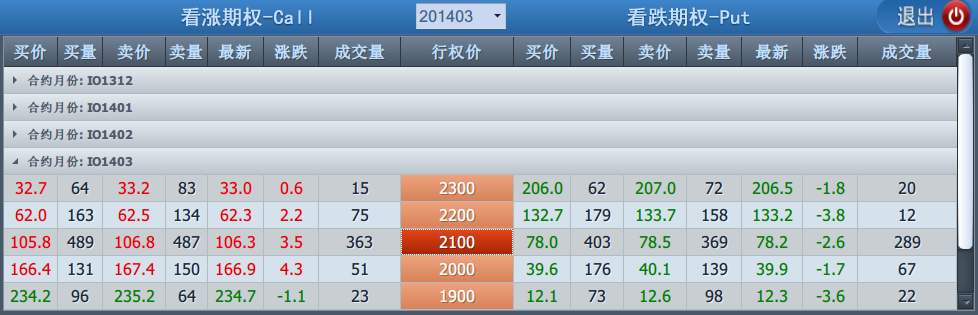 看涨期权-Call 201403 看跌期权-Put 退出
买价 买量 卖价 卖量 最新 涨跌 成交量 行权价 买价 买量 卖价 卖量 最新 涨跌 成交量
合约月份: IO1312
合约月份: IO1401
合约月份: IO1402
合约月份: IO1403
32.7 64 33.2 83 33.0 0.6 15 2300 206.0 62 207.0 72 206.5 -1.8 20
62.0 163 62.5 134 62.3 2.2 75 2200 132.7 179 133.7 158 133.2 -3.8 12
105.8 489 106.8 487 106.3 3.5 363 2100 78.0 403 78.5 369 78.2 -2.6 289
166.4 131 167.4 150 166.9 4.3 51 2000 39.6 176 40.1 139 39.9 -1.7 67
234.2 96 235.2 64 234.7 -1.1 23 1900 12.1 73 12.6 98 12.3 -3.6 22